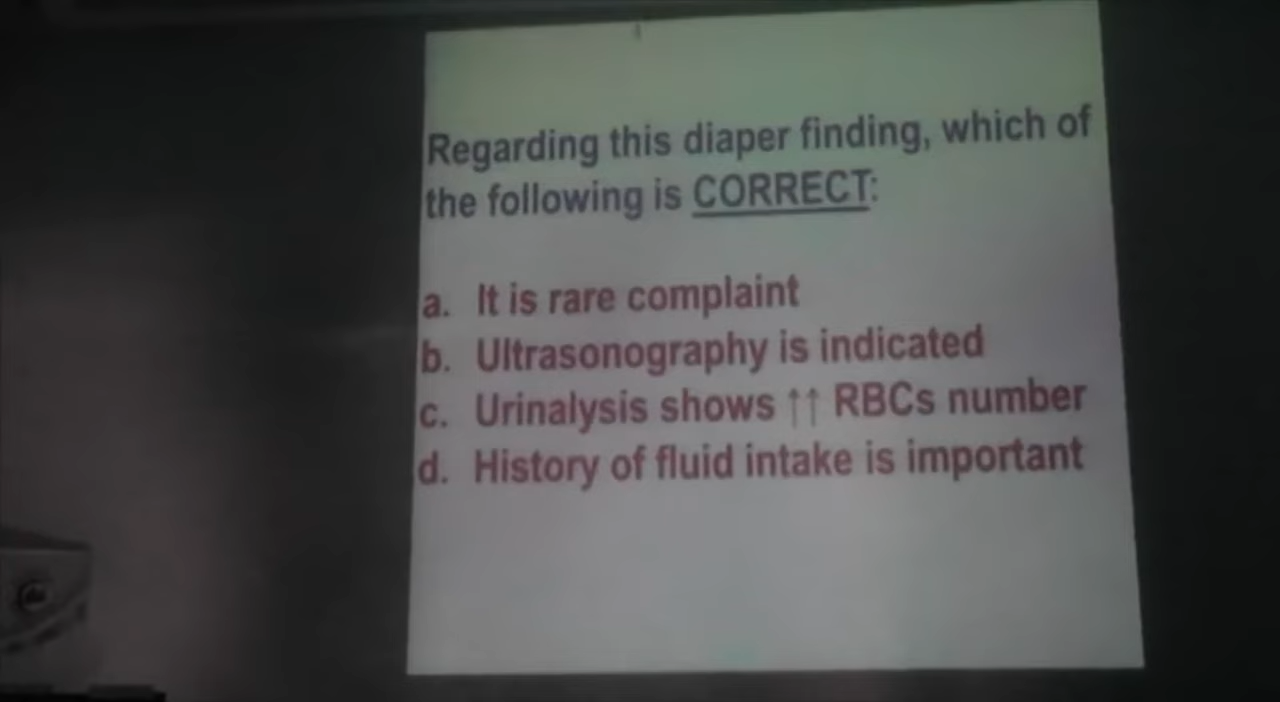 Regarding this diaper finding, which of
the following is CORRECT:
a. It is rare complaint
b. Ultrasonography is indicated
c. Urinalysis shows ↑↑ RBCs number
d. History of fluid intake is important